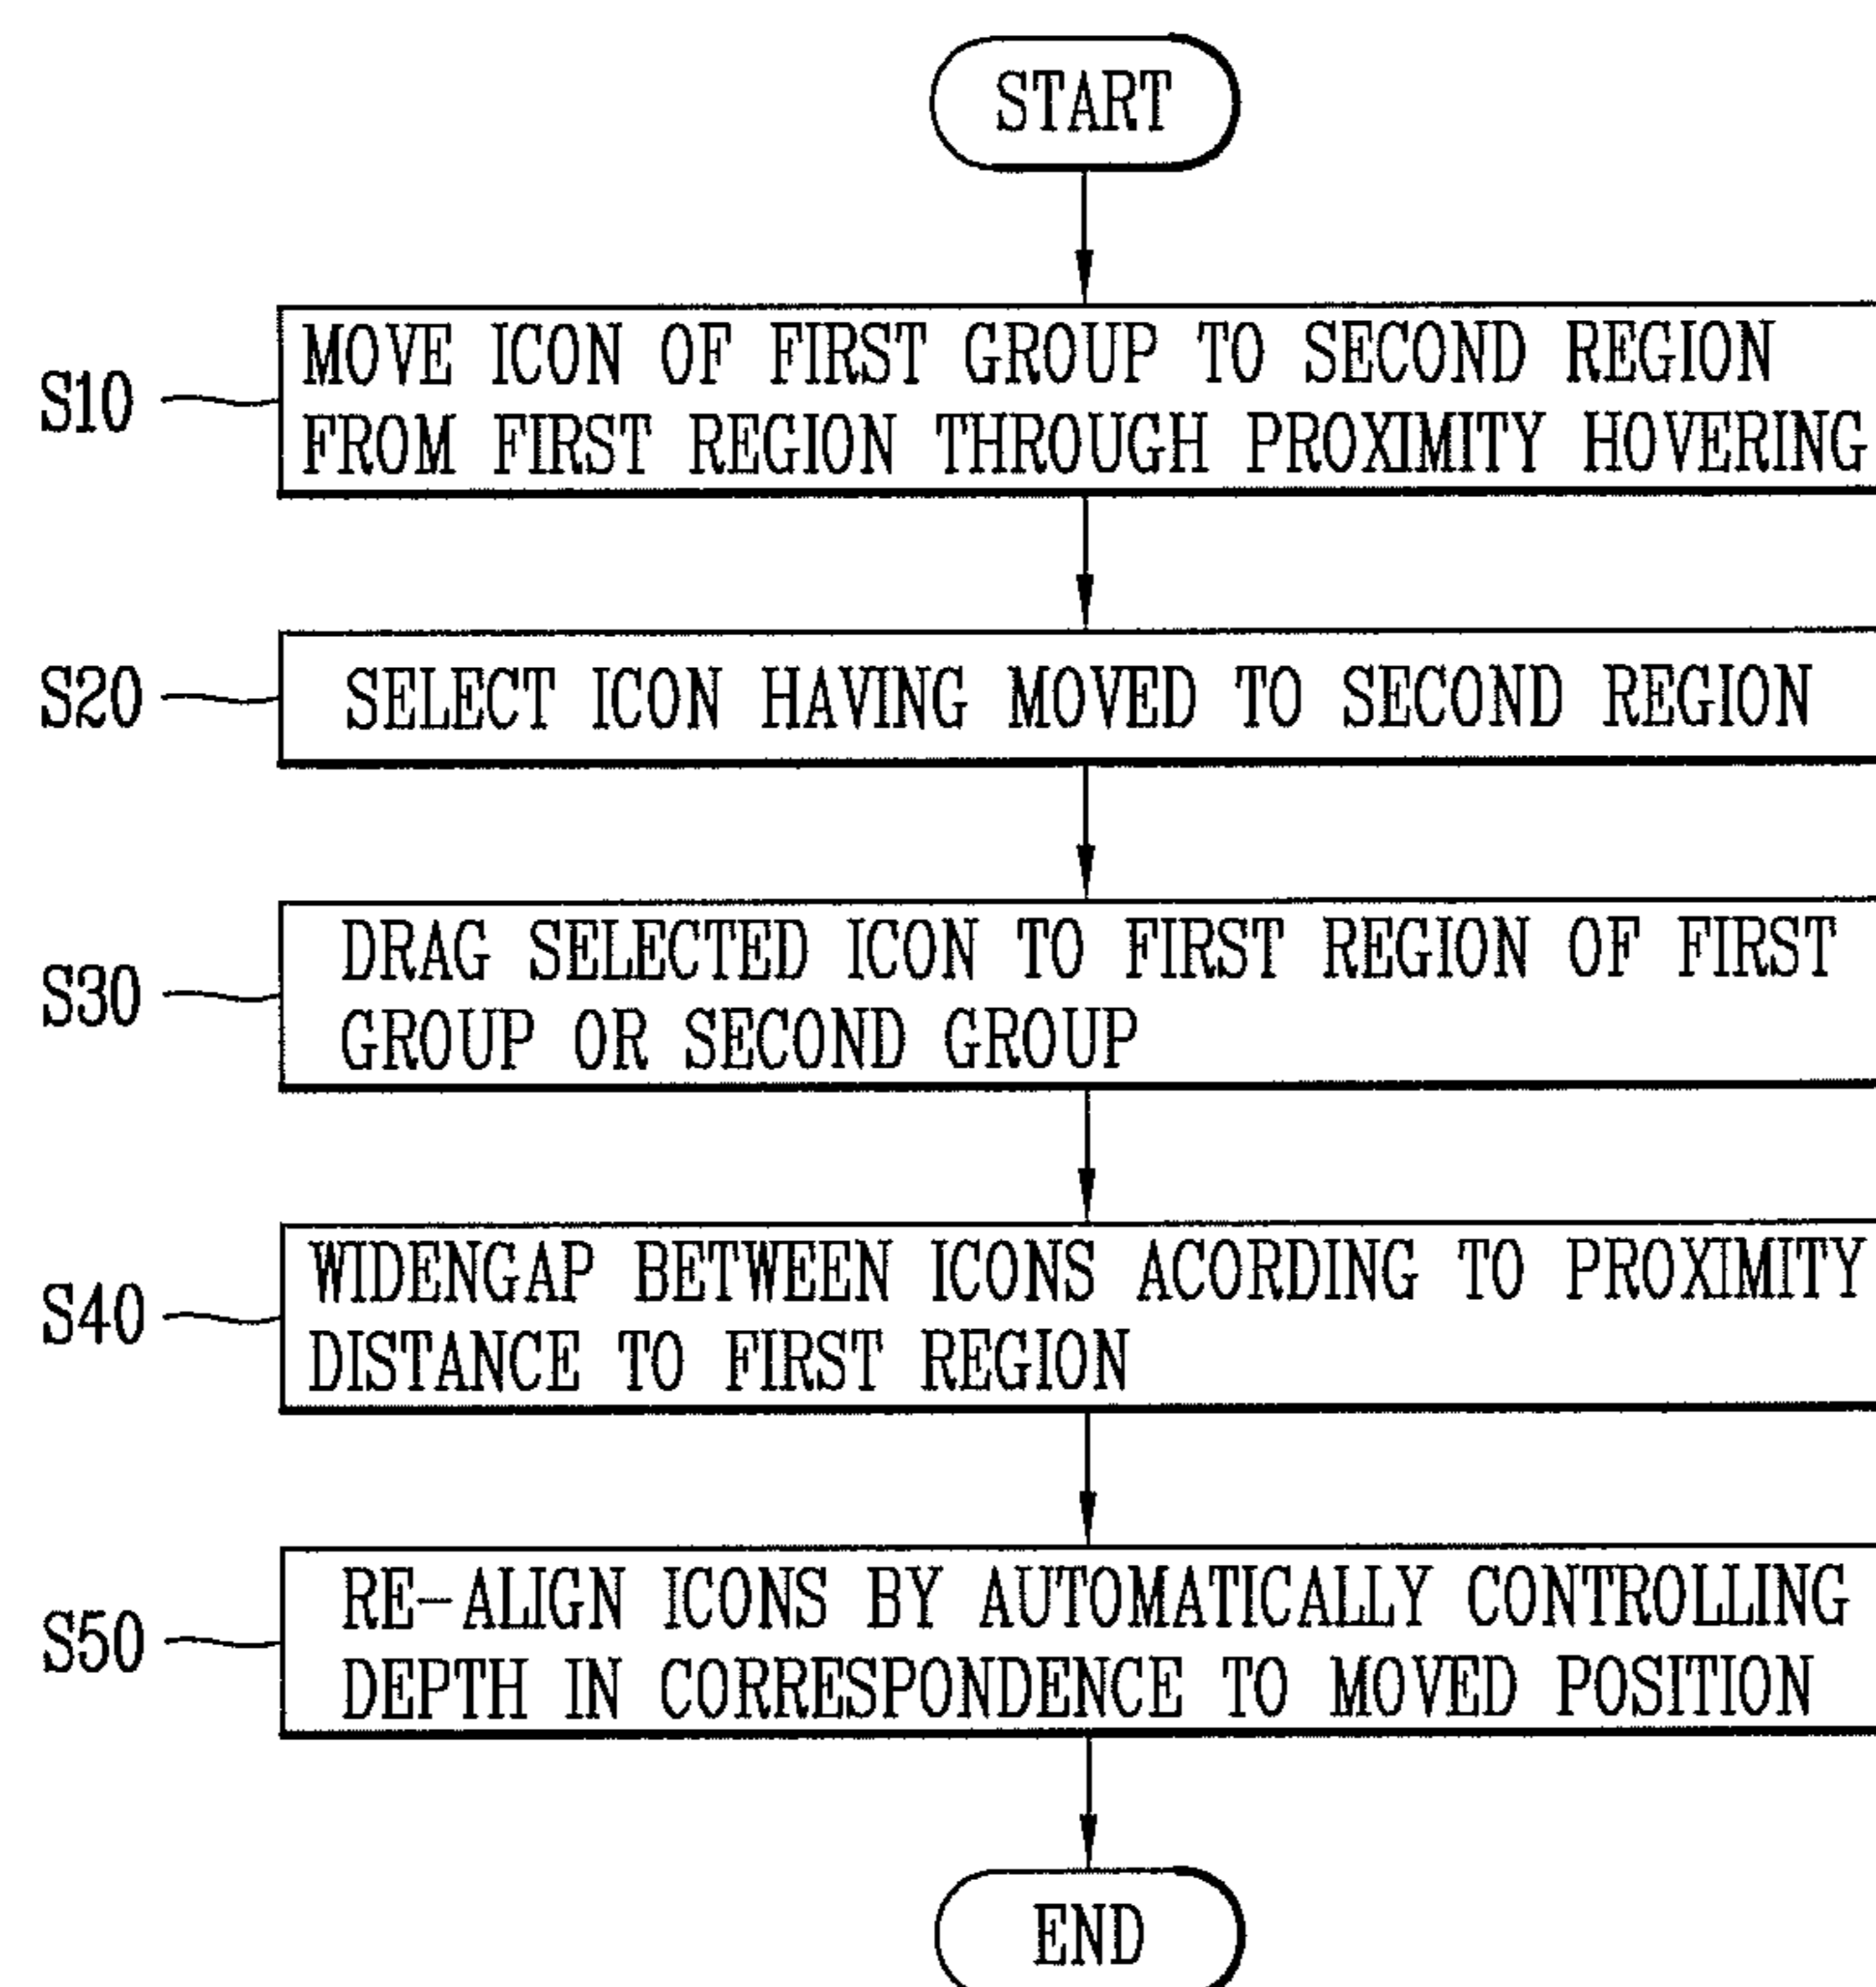 START
S10
MOVE ICON OF FIRST GROUP TO SECOND REGION
FROM FIRST REGION THROUGH PROXIMITY HOVERING
S20
SELECT ICON HAVING MOVED TO SECOND REGION
S30
DRAG SELECTED ICON TO FIRST REGION OF FIRST
GROUP OR SECOND GROUP
S40
WIDENGAP BETWEEN ICONS ACORDING TO PROXIMITY
DISTANCE TO FIRST REGION
S50
RE-ALIGN ICONS BY AUTOMATICALLY CONTROLLING
DEPTH IN CORRESPONDENCE TO MOVED POSITION
END